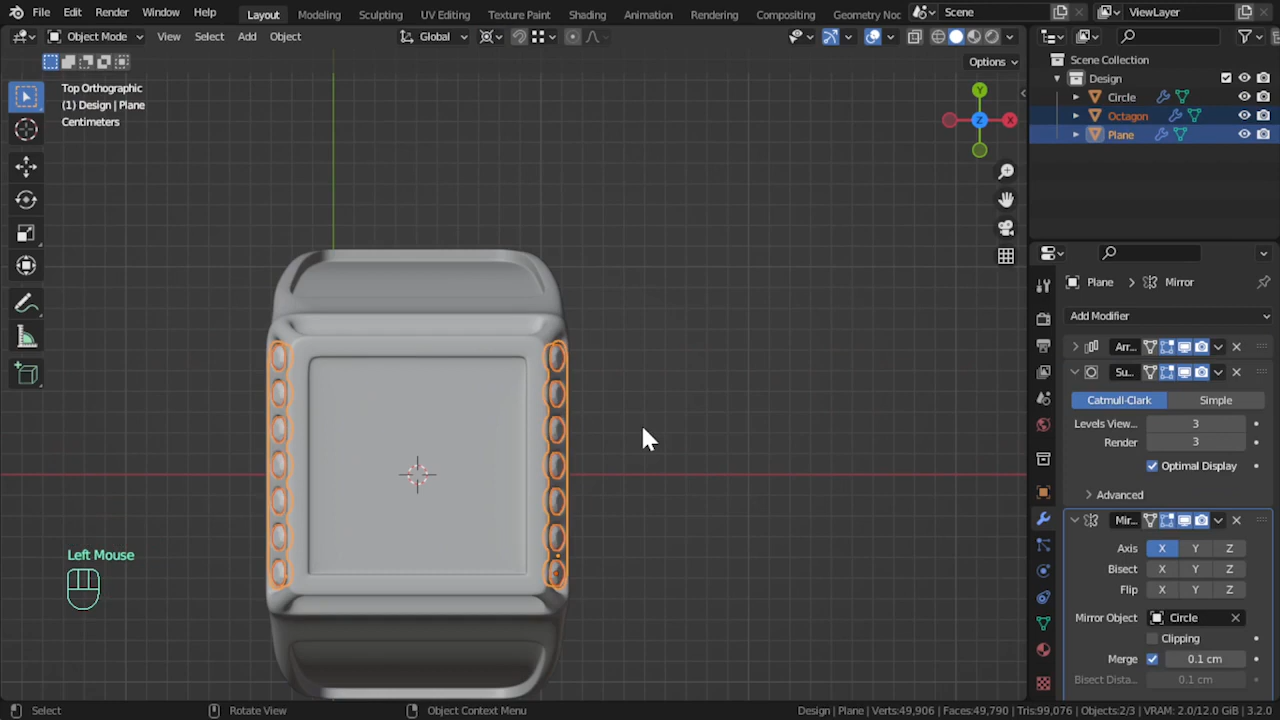 File Edit Render Window Help Layout Modeling Sculpting UV Editing Texture Paint Shading Animation Rendering Compositing Geometry Noc Scene ViewLayer
Object Mode View Select Add Object Global
Options
Top Orthographic
(1) Design | Plane
Centimeters
Y
X
Z
Scene Collection
Design
Circle
Octagon
Plane
Plane Mirror
Add Modifier
Arr...
Su...
Catmull-Clark Simple
Levels View... 3
Render 3
Optimal Display
Advanced
Mir...
Axis X Y Z
Bisect X Y Z
Flip X Y Z
Mirror Object Circle
Clipping
Merge 0.1 cm
Bisect Dista... 0.1 cm
Left Mouse
Select Rotate View Object Context Menu Design | Plane Verts:49,906 | Faces:49,790 | Tris:99,076 | Objects:2/3 | VRAM: 2.0/12.0 GiB | 3.2.0